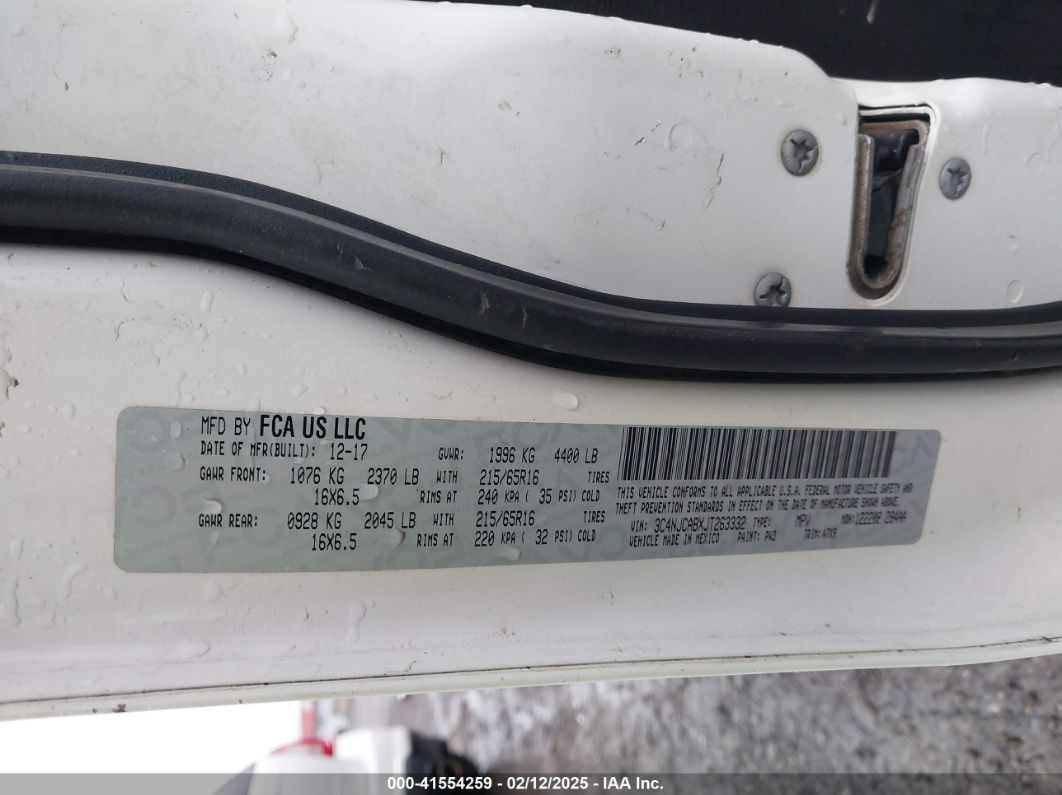 MFD BY FCA US LLC
DATE OF MFR(BUILT): 12-17 GVWR: 1996 KG 4400 LB
GAWR FRONT: 1076 KG 2370 LB WITH 215/65R16 TIRES
16X6.5 RIMS AT 240 KPA ( 35 PSI) COLD
GAWR REAR: 0928 KG 2045 LB WITH 215/65R16 TIRES
16X6.5 RIMS AT 220 KPA ( 32 PSI) COLD
THIS VEHICLE CONFORMS TO ALL APPLICABLE U.S.A. FEDERAL MOTOR VEHICLE SAFETY AND
THEFT PREVENTION STANDARDS IN EFFECT ON THE DATE OF MANUFACTURE SHOWN ABOVE.
VIN: 3C4NJCABXJT263332 TYPE: MPV MDH:
VEHICLE MADE IN MEXICO PAINT: PW3 TRIM:
000-41554259 - 02/12/2025 - IAA Inc.